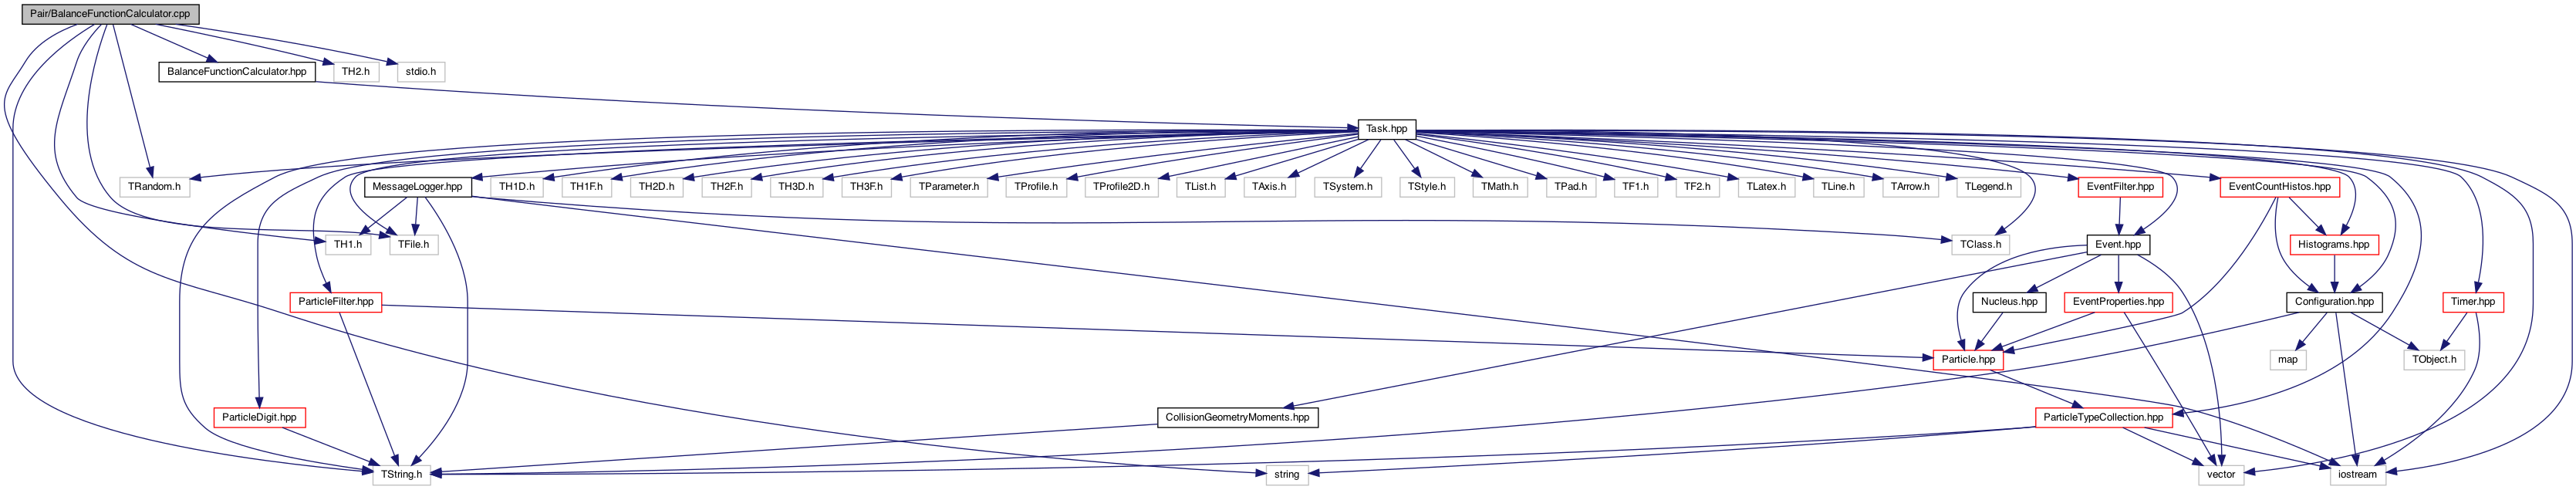 Pair/BalanceFunctionCalculator.cpp
BalanceFunctionCalculator.hpp
TH2.h
stdio.h
Task.hpp
TRandom.h
MessageLogger.hpp
TH1D.h
TH1F.h
TH2D.h
TH2F.h
TH3D.h
TH3F.h
TParameter.h
TProfile.h
TProfile2D.h
TList.h
TAxis.h
TSystem.h
TStyle.h
TMath.h
TPad.h
TF1.h
TF2.h
TLatex.h
TLine.h
TArrow.h
TLegend.h
EventFilter.hpp
EventCountHistos.hpp
TH1.h
TFile.h
TClass.h
Event.hpp
Histograms.hpp
ParticleFilter.hpp
Nucleus.hpp
EventProperties.hpp
Configuration.hpp
Timer.hpp
Particle.hpp
map
TObject.h
ParticleDigit.hpp
CollisionGeometryMoments.hpp
ParticleTypeCollection.hpp
TString.h
string
vector
iostream